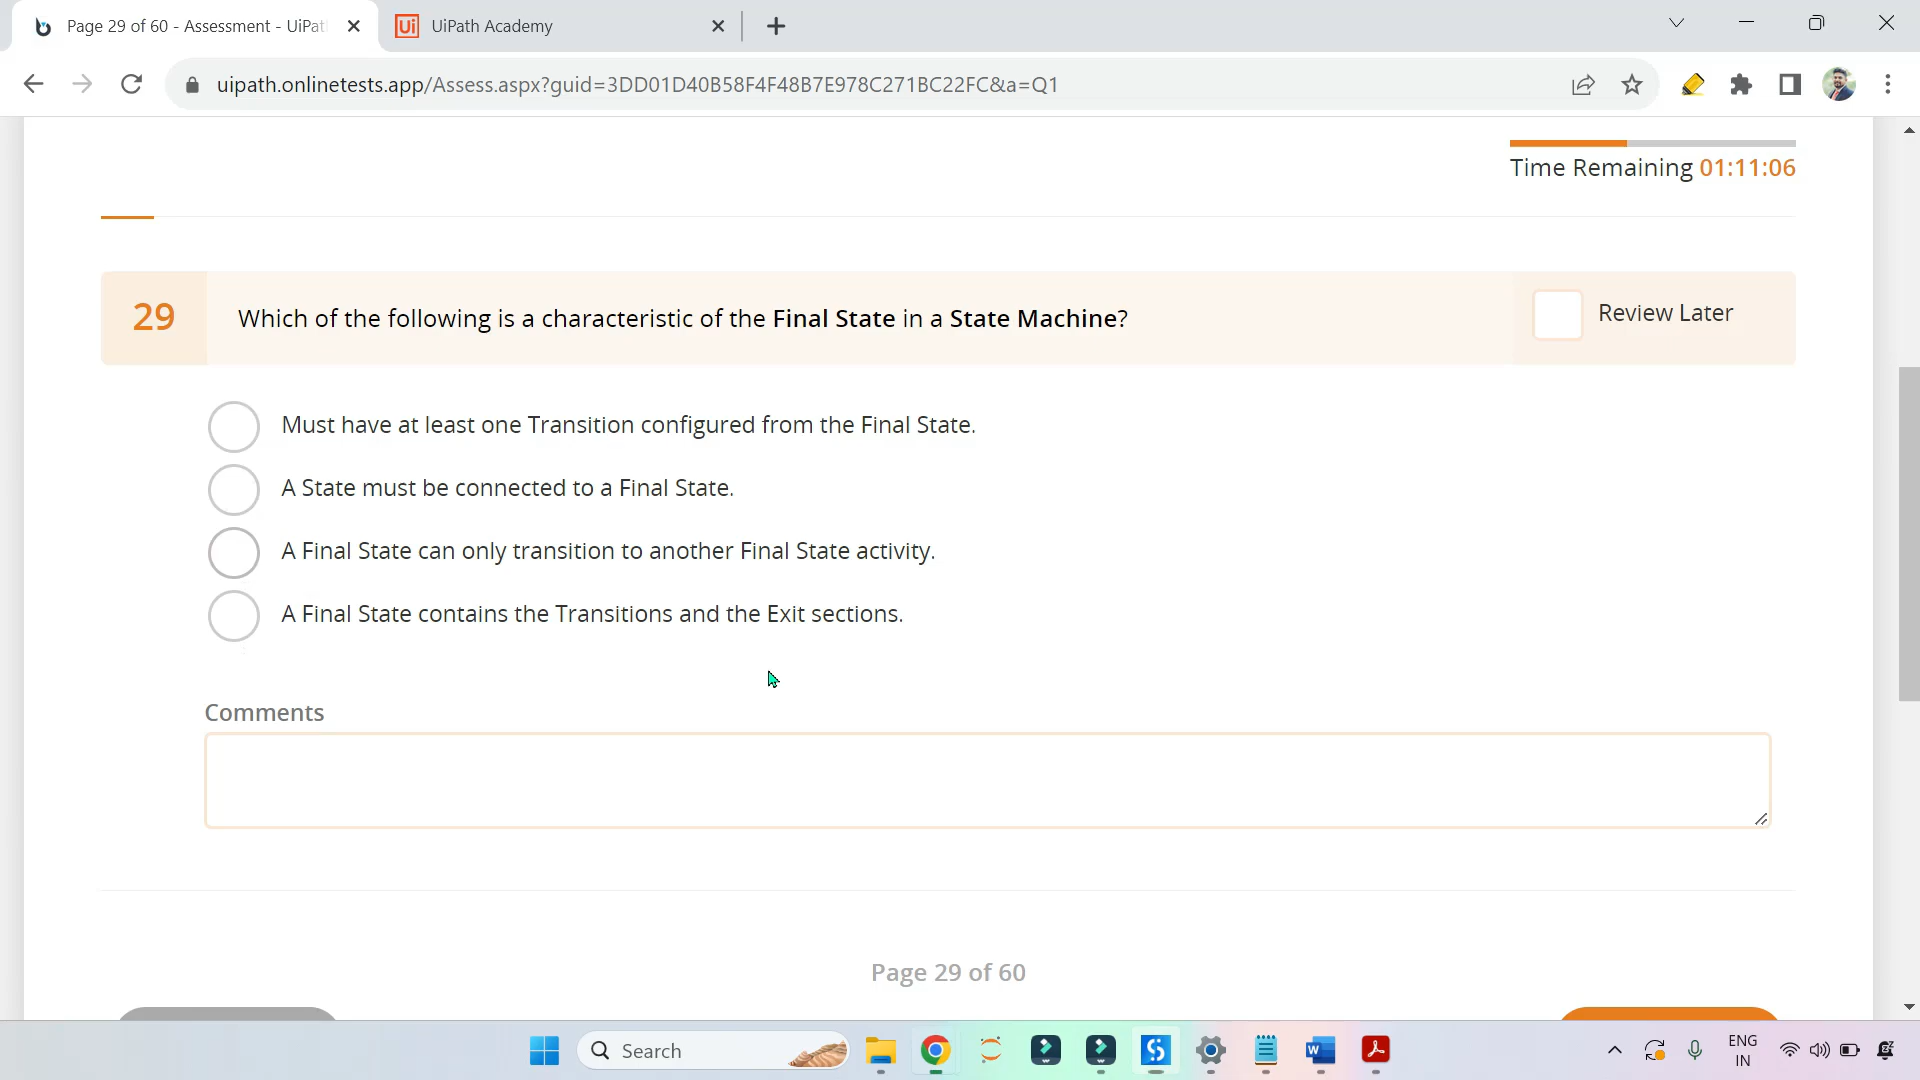 Page 29 of 60 - Assessment - UiPat
Ui UiPath Academy
uipath.onlinetests.app/Assess.aspx?guid=3DD01D40B58F4F48B7E978C271BC22FC&a=Q1
Time Remaining 01:11:06
29 Which of the following is a characteristic of the Final State in a State Machine? Review Later
Must have at least one Transition configured from the Final State.
A State must be connected to a Final State.
A Final State can only transition to another Final State activity.
A Final State contains the Transitions and the Exit sections.
Comments
Page 29 of 60
Search
ENG
IN